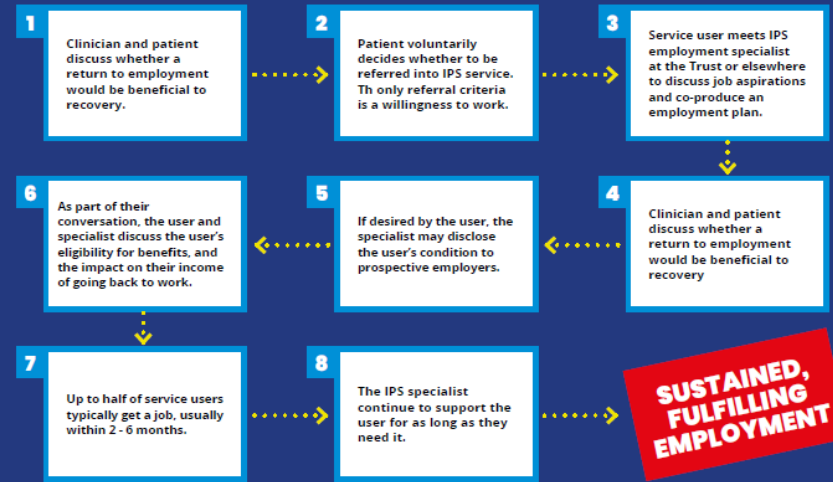 1
Clinician and patient
discuss whether a
return to employment
would be beneficial to
recovery.
2
Patient voluntarily
decides whether to be
referred into IPS service.
Th only referral criteria
is a willingness to work.
3
Service user meets IPS
employment specialist
at the Trust or elsewhere
to discuss job aspirations
and co-produce an
employment plan.
4
Clinician and patient
discuss whether a
return to employment
would be beneficial to
recovery
5
If desired by the user, the
specialist may disclose
the user's condition to
prospective employers.
6
As part of their
conversation, the user and
specialist discuss the user's
eligibility for benefits, and
the impact on their income
of going back to work.
7
Up to half of service users
typically get a job, usually
within 2 - 6 months.
8
The IPS specialist
continue to support the
user for as long as they
need it.
SUSTAINED,
FULFILLING
EMPLOYMENT